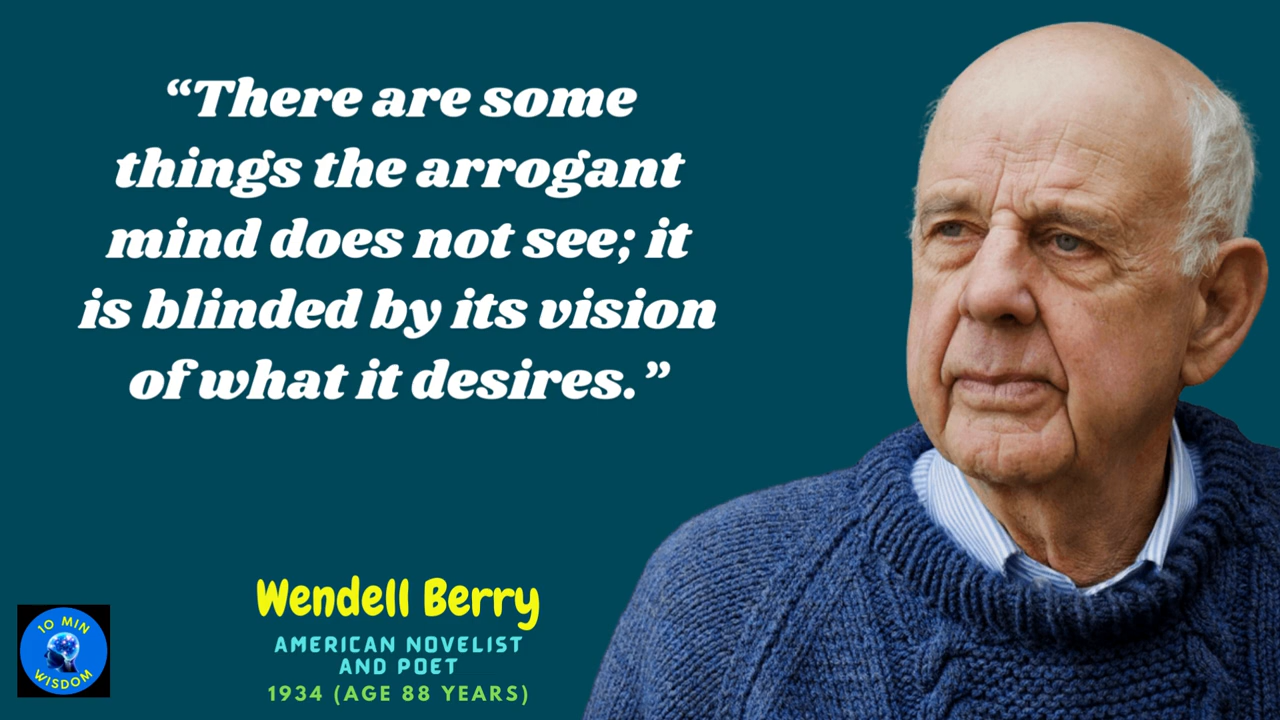 “There are some
things the arrogant
mind does not see; it
is blinded by its vision
of what it desires.”
Wendell Berry
AMERICAN NOVELIST
AND POET
1934 (AGE 88 YEARS)
10 MIN
WISDOM